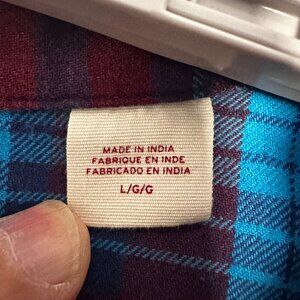 MADE IN INDIA
FABRIQUE EN INDE
FABRICADO EN INDIA
L/G/G